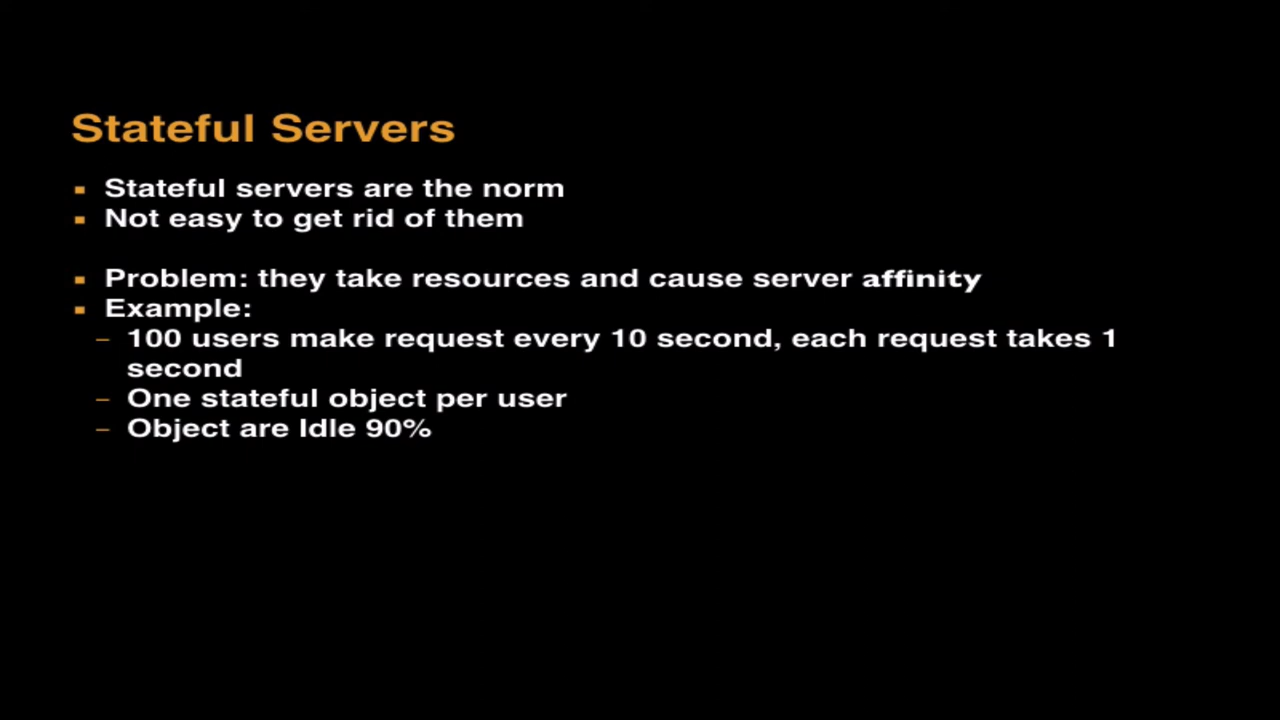 Stateful Servers
Stateful servers are the norm
Not easy to get rid of them
Problem: they take resources and cause server affinity
Example:
– 100 users make request every 10 second, each request takes 1
second
– One stateful object per user
– Object are Idle 90%